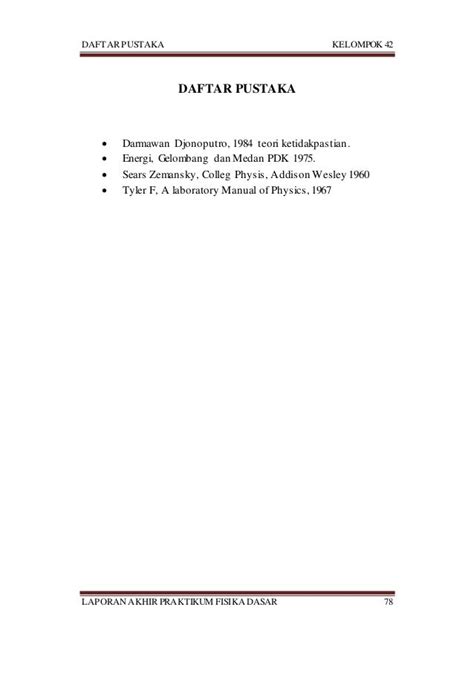 DAFTAR PUSTAKA KELOMPOK 42
DAFTAR PUSTAKA
• Darmawan Djonoputro, 1984 teori ketidakpastian.
• Energi, Gelombang dan Medan PDK 1975.
• Sears Zemansky, Colleg Physis, Addison Wesley 1960
• Tyler F, A laboratory Manual of Physics, 1967
LAPORAN AKHIR PRAKTIKUM FISIKA DASAR 78